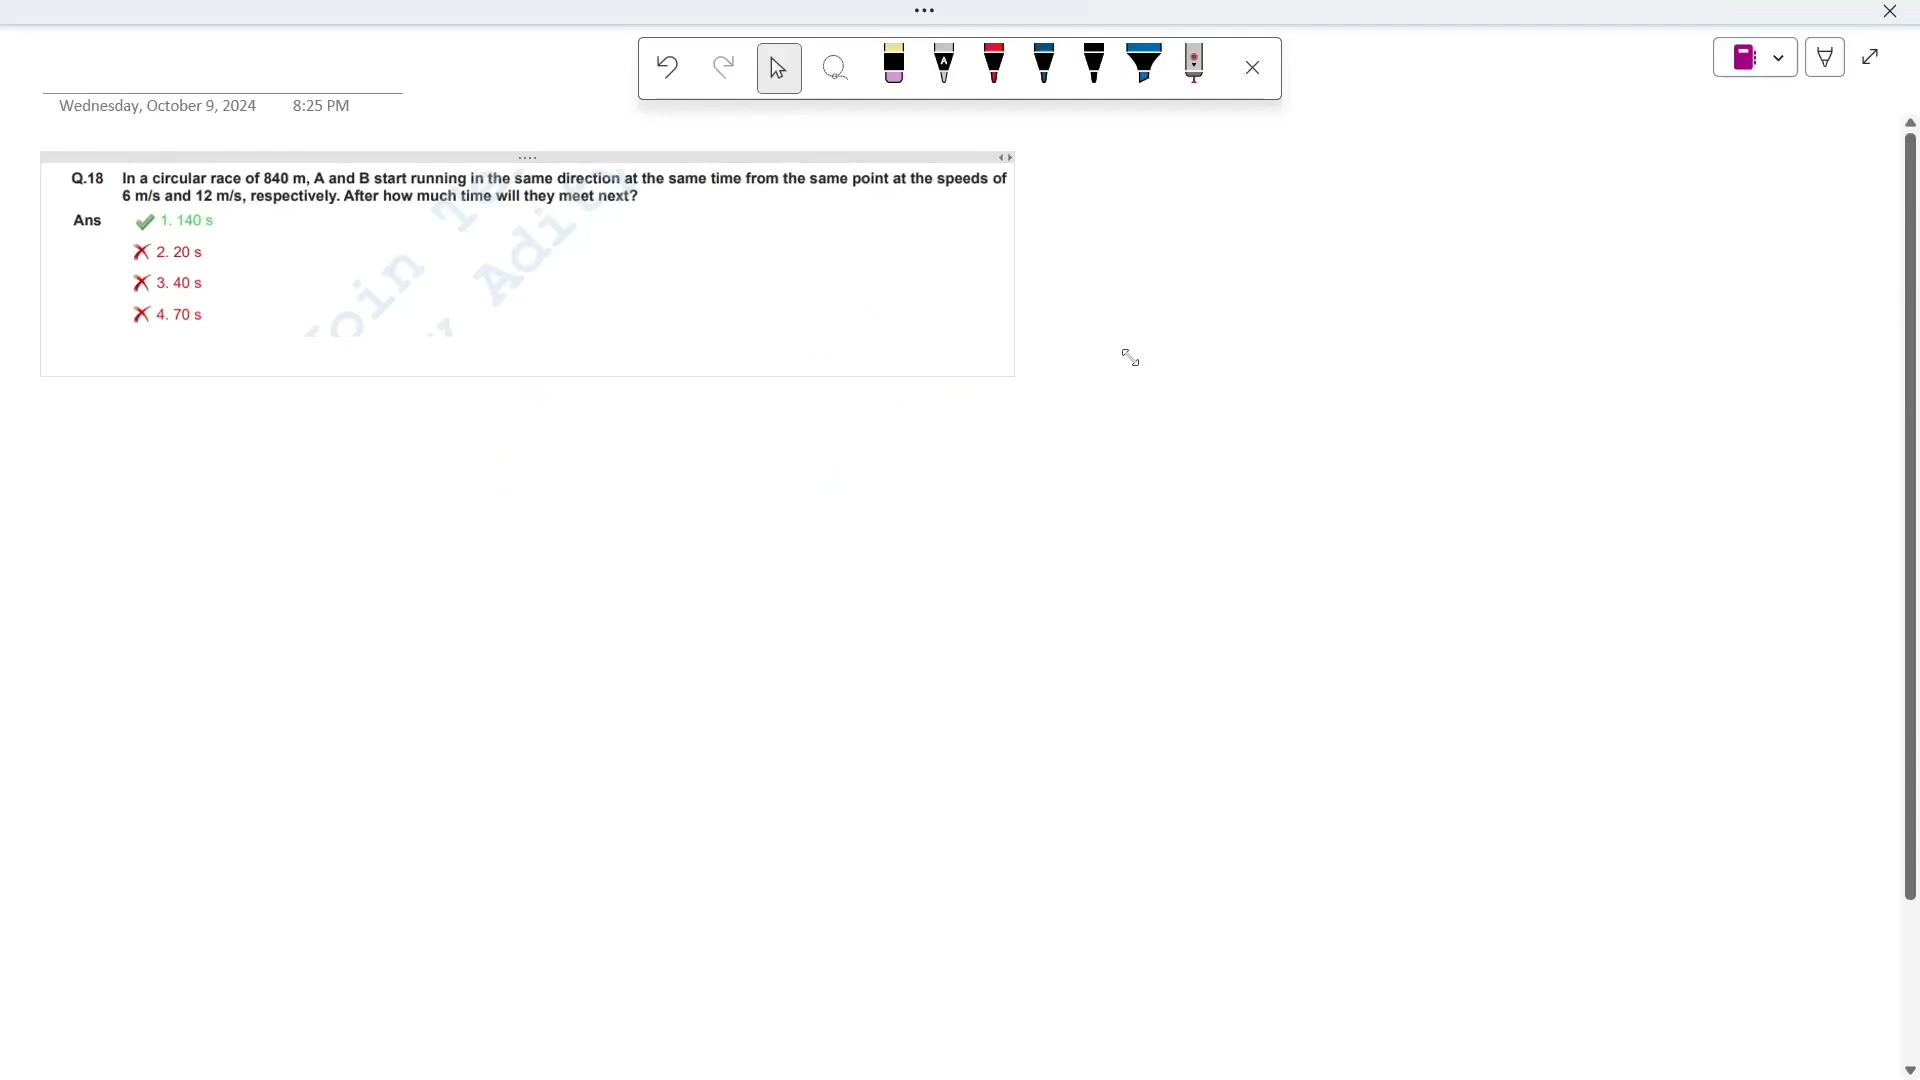 Wednesday, October 9, 2024 8:25 PM
Q.18 In a circular race of 840 m, A and B start running in the same direction at the same time from the same point at the speeds of
6 m/s and 12 m/s, respectively. After how much time will they meet next?
Ans 1. 140 s
2. 20 s
3. 40 s
4. 70 s